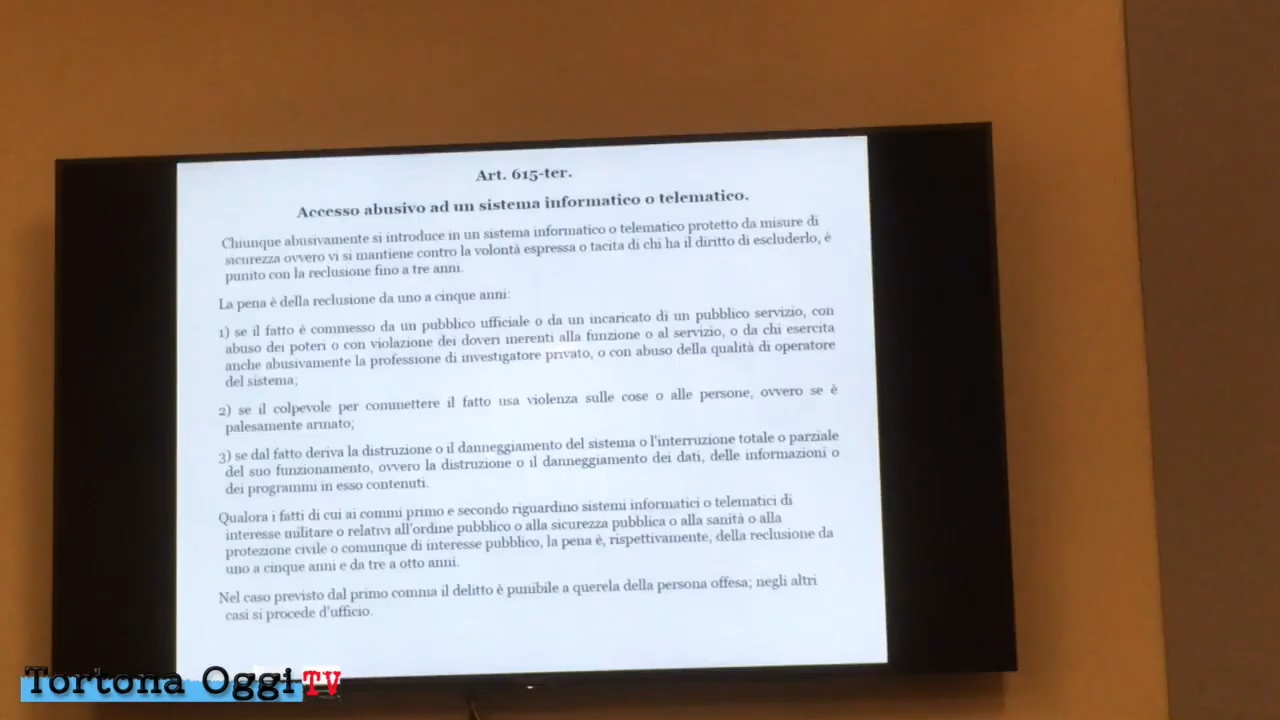 Art. 615-ter.
Accesso abusivo ad un sistema informatico o telematico.
Chiunque abusivamente si introduce in un sistema informatico o telematico protetto da misure di
sicurezza ovvero vi si mantiene contro la volontà espressa o tacita di chi ha il diritto di escluderlo, è
punito con la reclusione fino a tre anni.
La pena è della reclusione da uno a cinque anni:
1) se il fatto è commesso da un pubblico ufficiale o da un incaricato di un pubblico servizio, con
abuso dei poteri o con violazione dei doveri inerenti alla funzione o al servizio, o da chi esercita
anche abusivamente la professione di investigatore privato, o con abuso della qualità di operatore
del sistema;
2) se il colpevole per commettere il fatto usa violenza sulle cose o alle persone, ovvero se è
palesamente armato;
3) se dal fatto deriva la distruzione o il danneggiamento del sistema o l'interruzione totale o parziale
del suo funzionamento, ovvero la distruzione o il danneggiamento dei dati, delle informazioni o
dei programmi in esso contenuti.
Qualora i fatti di cui ai commi primo e secondo riguardino sistemi informatici o telematici di
interesse militare o relativi all'ordine pubblico o alla sicurezza pubblica o alla sanità o alla
protezione civile o comunque di interesse pubblico, la pena è, rispettivamente, della reclusione da
uno a cinque anni e da tre a otto anni.
Nel caso previsto dal primo comma il delitto è punibile a querela della persona offesa; negli altri
casi si procede d'ufficio.
Tortona Oggi TV